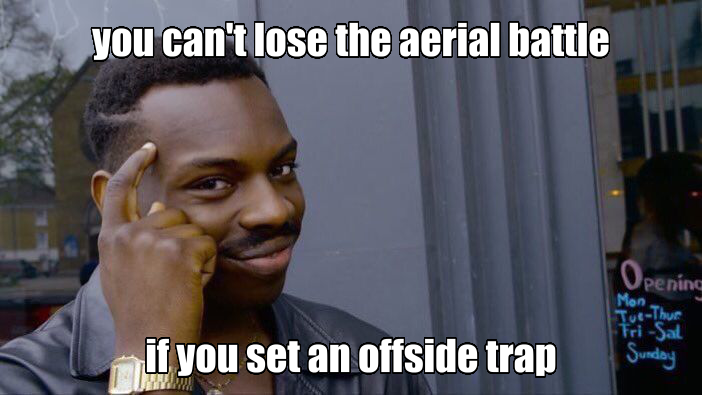 you can't lose the aerial battle
Opening
Mon
Tue-Thur
Fri-Sat
Sunday
if you set an offside trap